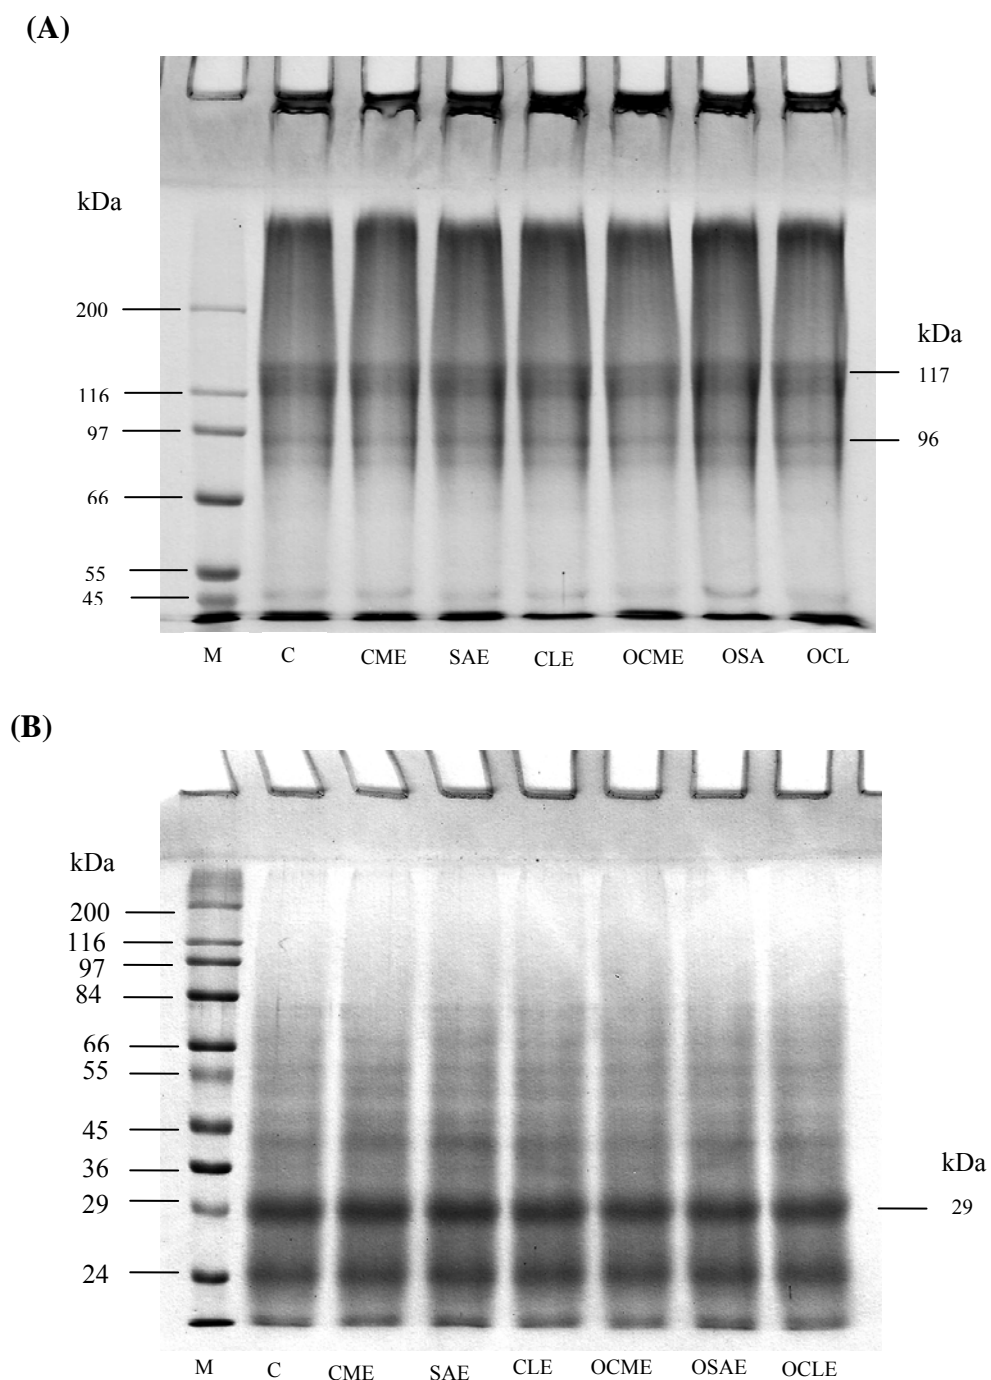 (A)
kDa
200
116
97
66
55
45
kDa
117
96
M C CME SAE CLE OCME OSA OCL
(B)
kDa
200
116
97
84
66
55
45
36
29
24
kDa
29
M C CME SAE CLE OCME OSAE OCLE